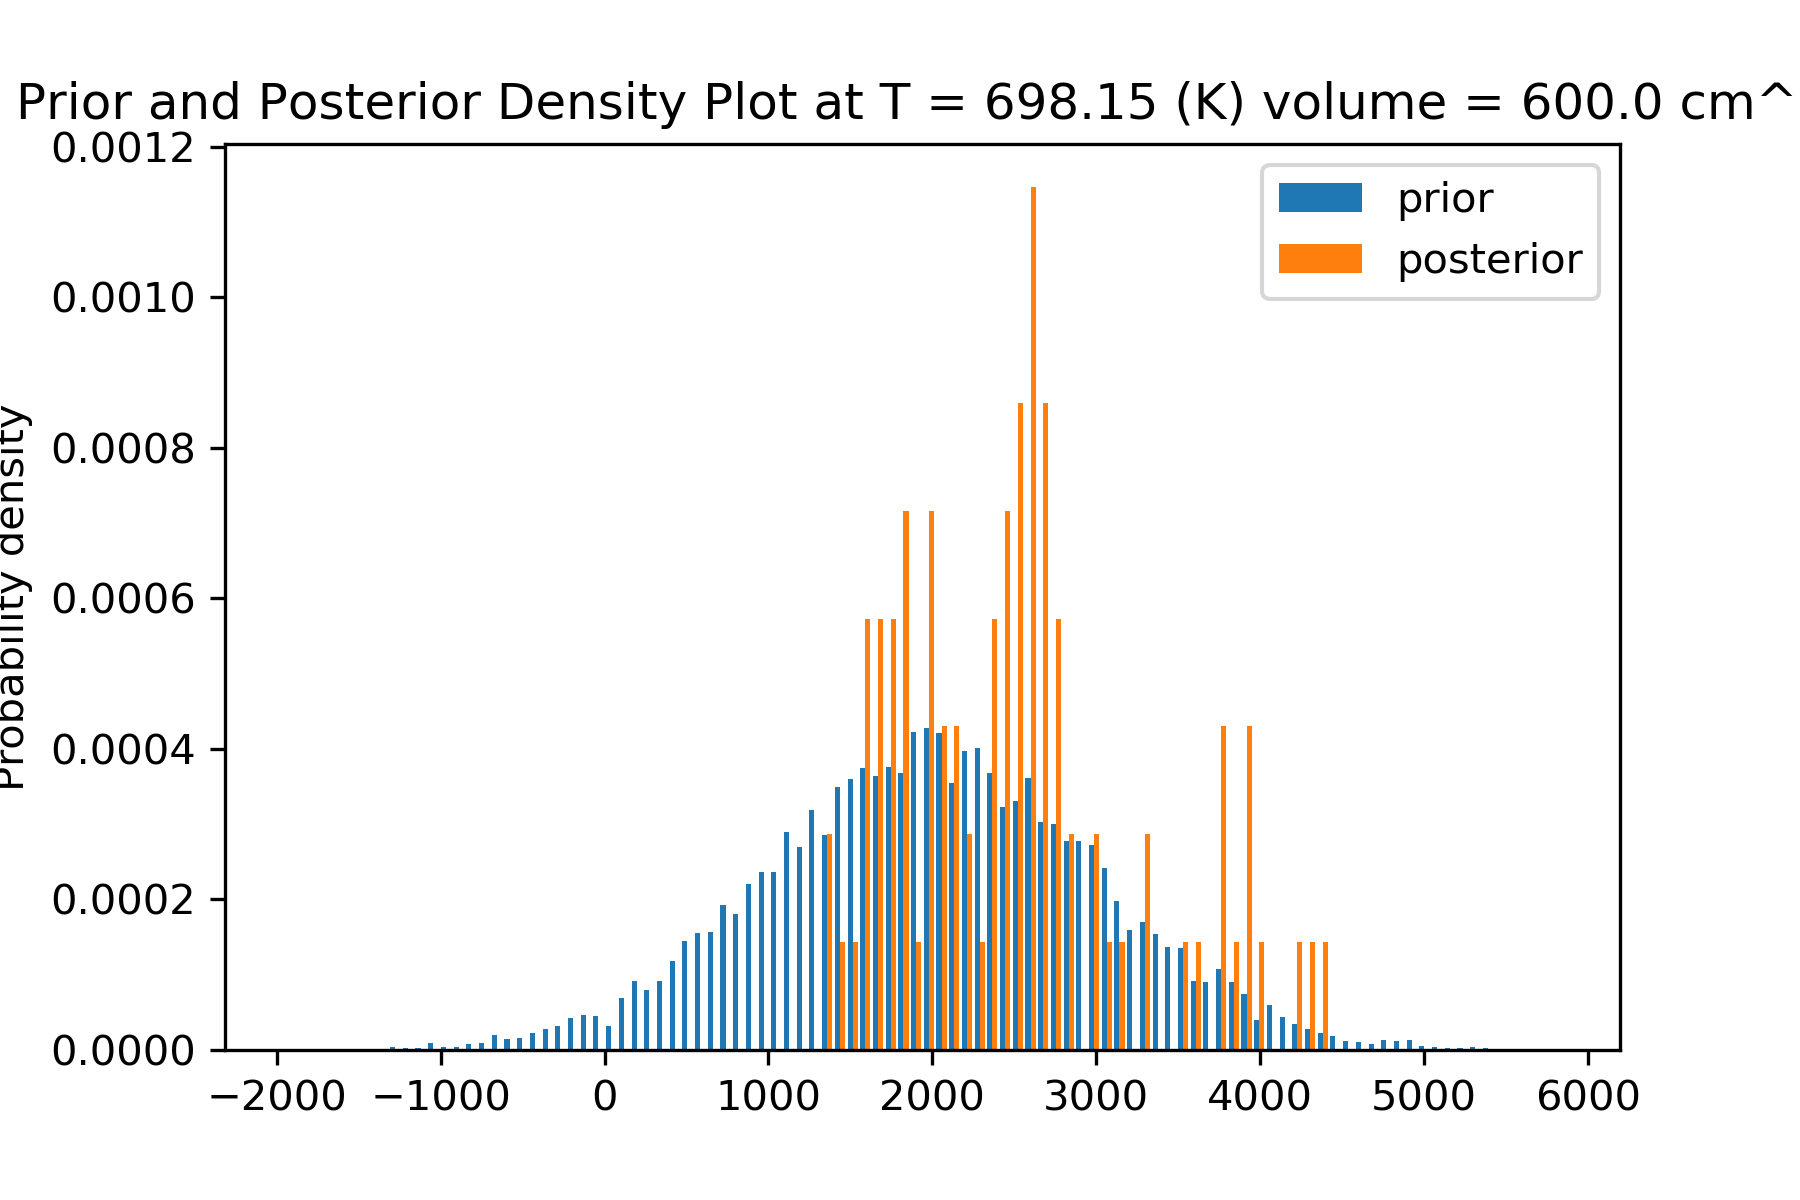 Prior and Posterior Density Plot at T = 698.15 (K) volume = 600.0 cm^
0.0012
0.0010
0.0008
0.0006
0.0004
0.0002
0.0000
Probability density
prior
posterior
−2000 −1000 0 1000 2000 3000 4000 5000 6000